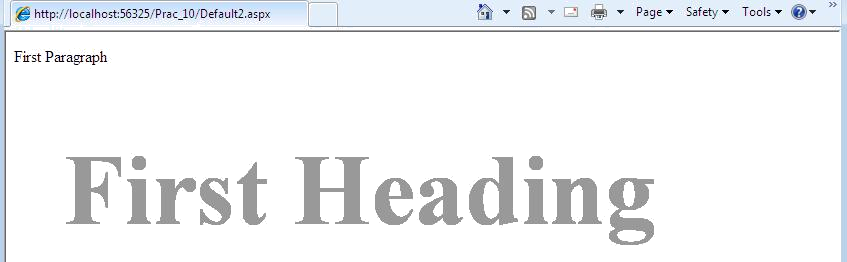 http://localhost:56325/Prac_10/Default2.aspx
Page Safety Tools
First Paragraph
First Heading